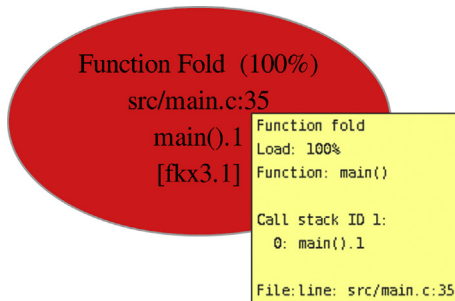 Function Fold (100%)
src/main.c:35
main().1
[fkx3.1]
Function fold
Load: 100%
Function: main()
Call stack ID 1:
0: main().1
File:line: src/main.c:35